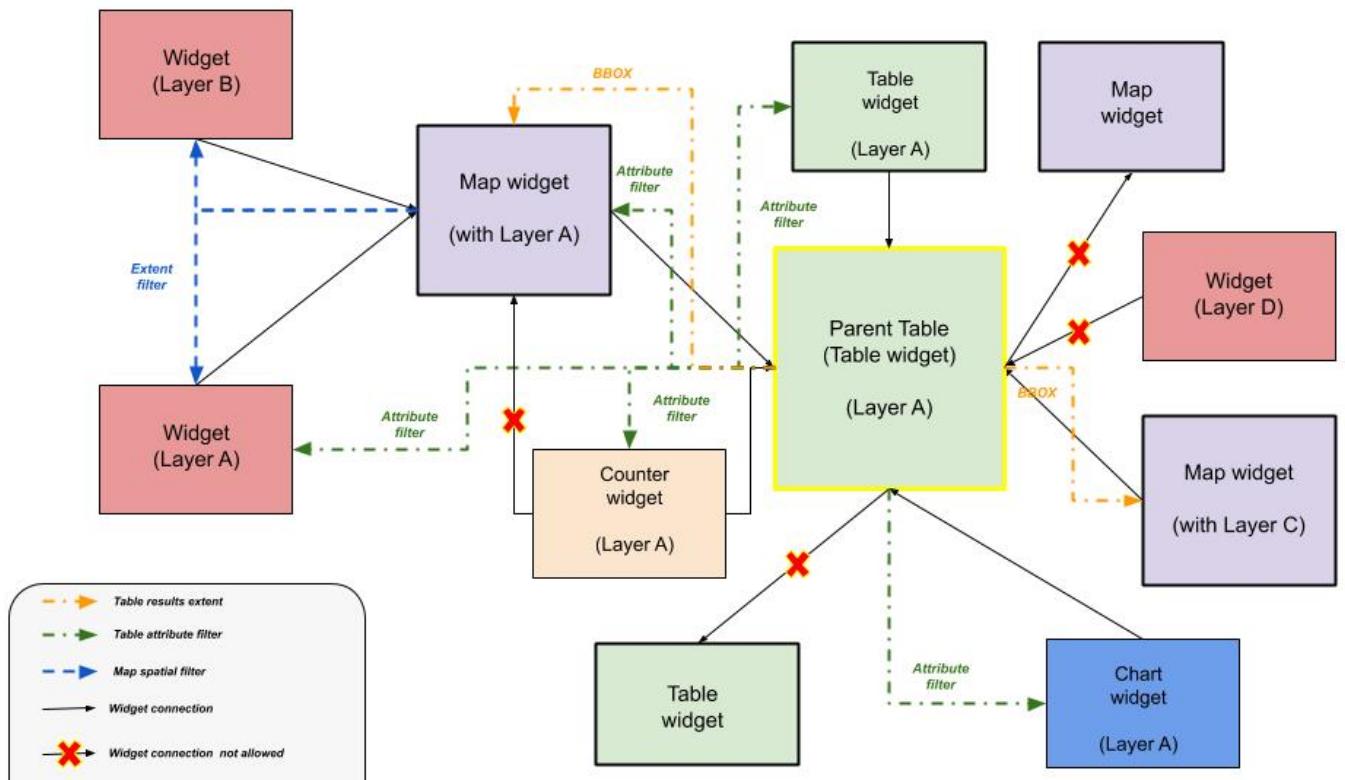 Widget
(Layer B)
BBOX
Table
widget
(Layer A)
Map
widget
Map widget
(with Layer A)
Attribute
filter
Attribute
filter
Extent
filter
Widget
(Layer D)
Parent Table
(Table widget)
(Layer A)
BBOX
Widget
(Layer A)
Attribute
filter
Attribute
filter
Counter
widget
(Layer A)
Map widget
(with Layer C)
Table results extent
Table attribute filter
Map spatial filter
Widget connection
Widget connection not allowed
Table
widget
Attribute
filter
Chart
widget
(Layer A)